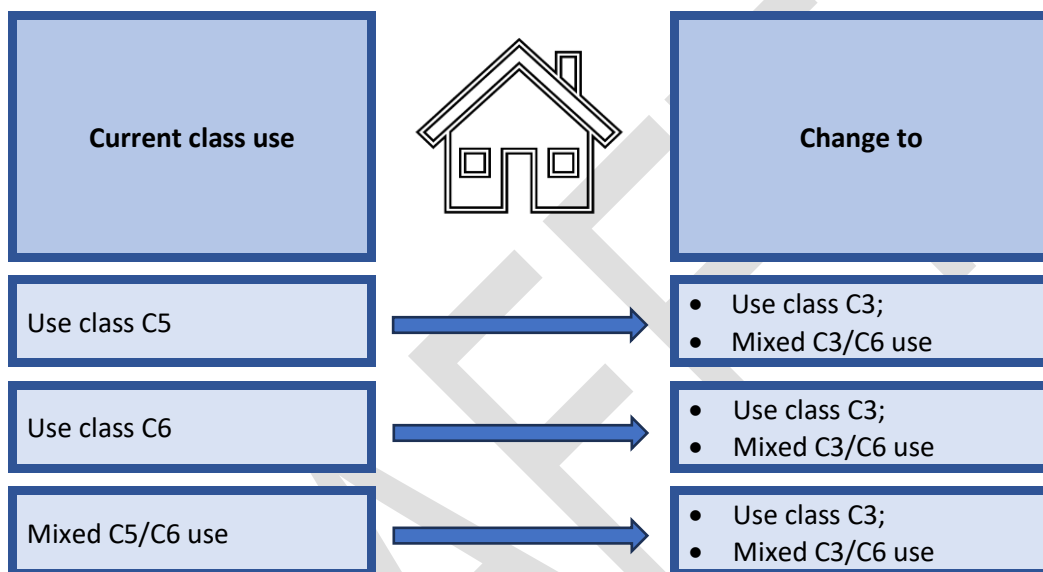 Current class use
Change to
Use class C5
• Use class C3;
• Mixed C3/C6 use
Use class C6
• Use class C3;
• Mixed C3/C6 use
Mixed C5/C6 use
• Use class C3;
• Mixed C3/C6 use